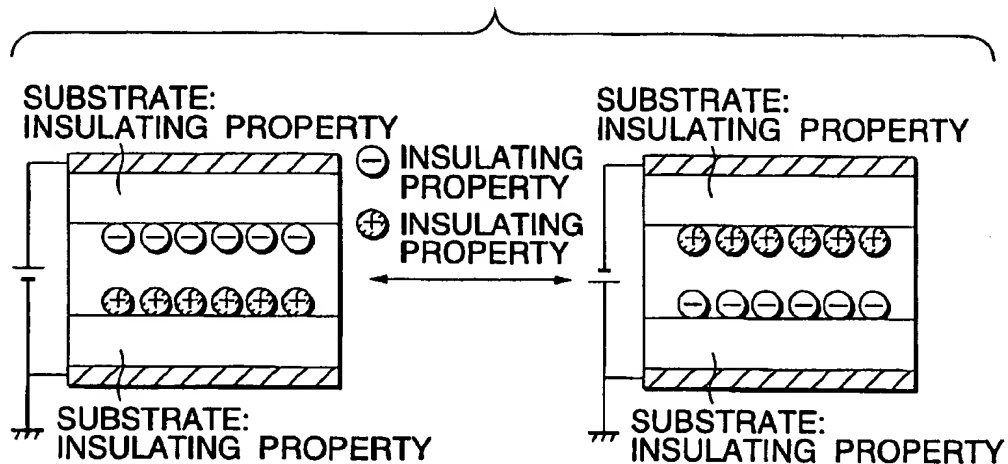 SUBSTRATE:
INSULATING PROPERTY
⊖ INSULATING
PROPERTY
⊕ INSULATING
PROPERTY
SUBSTRATE:
INSULATING PROPERTY
− − − − − −
+ + + + + +
+ + + + + +
− − − − − −
SUBSTRATE:
INSULATING PROPERTY
SUBSTRATE:
INSULATING PROPERTY